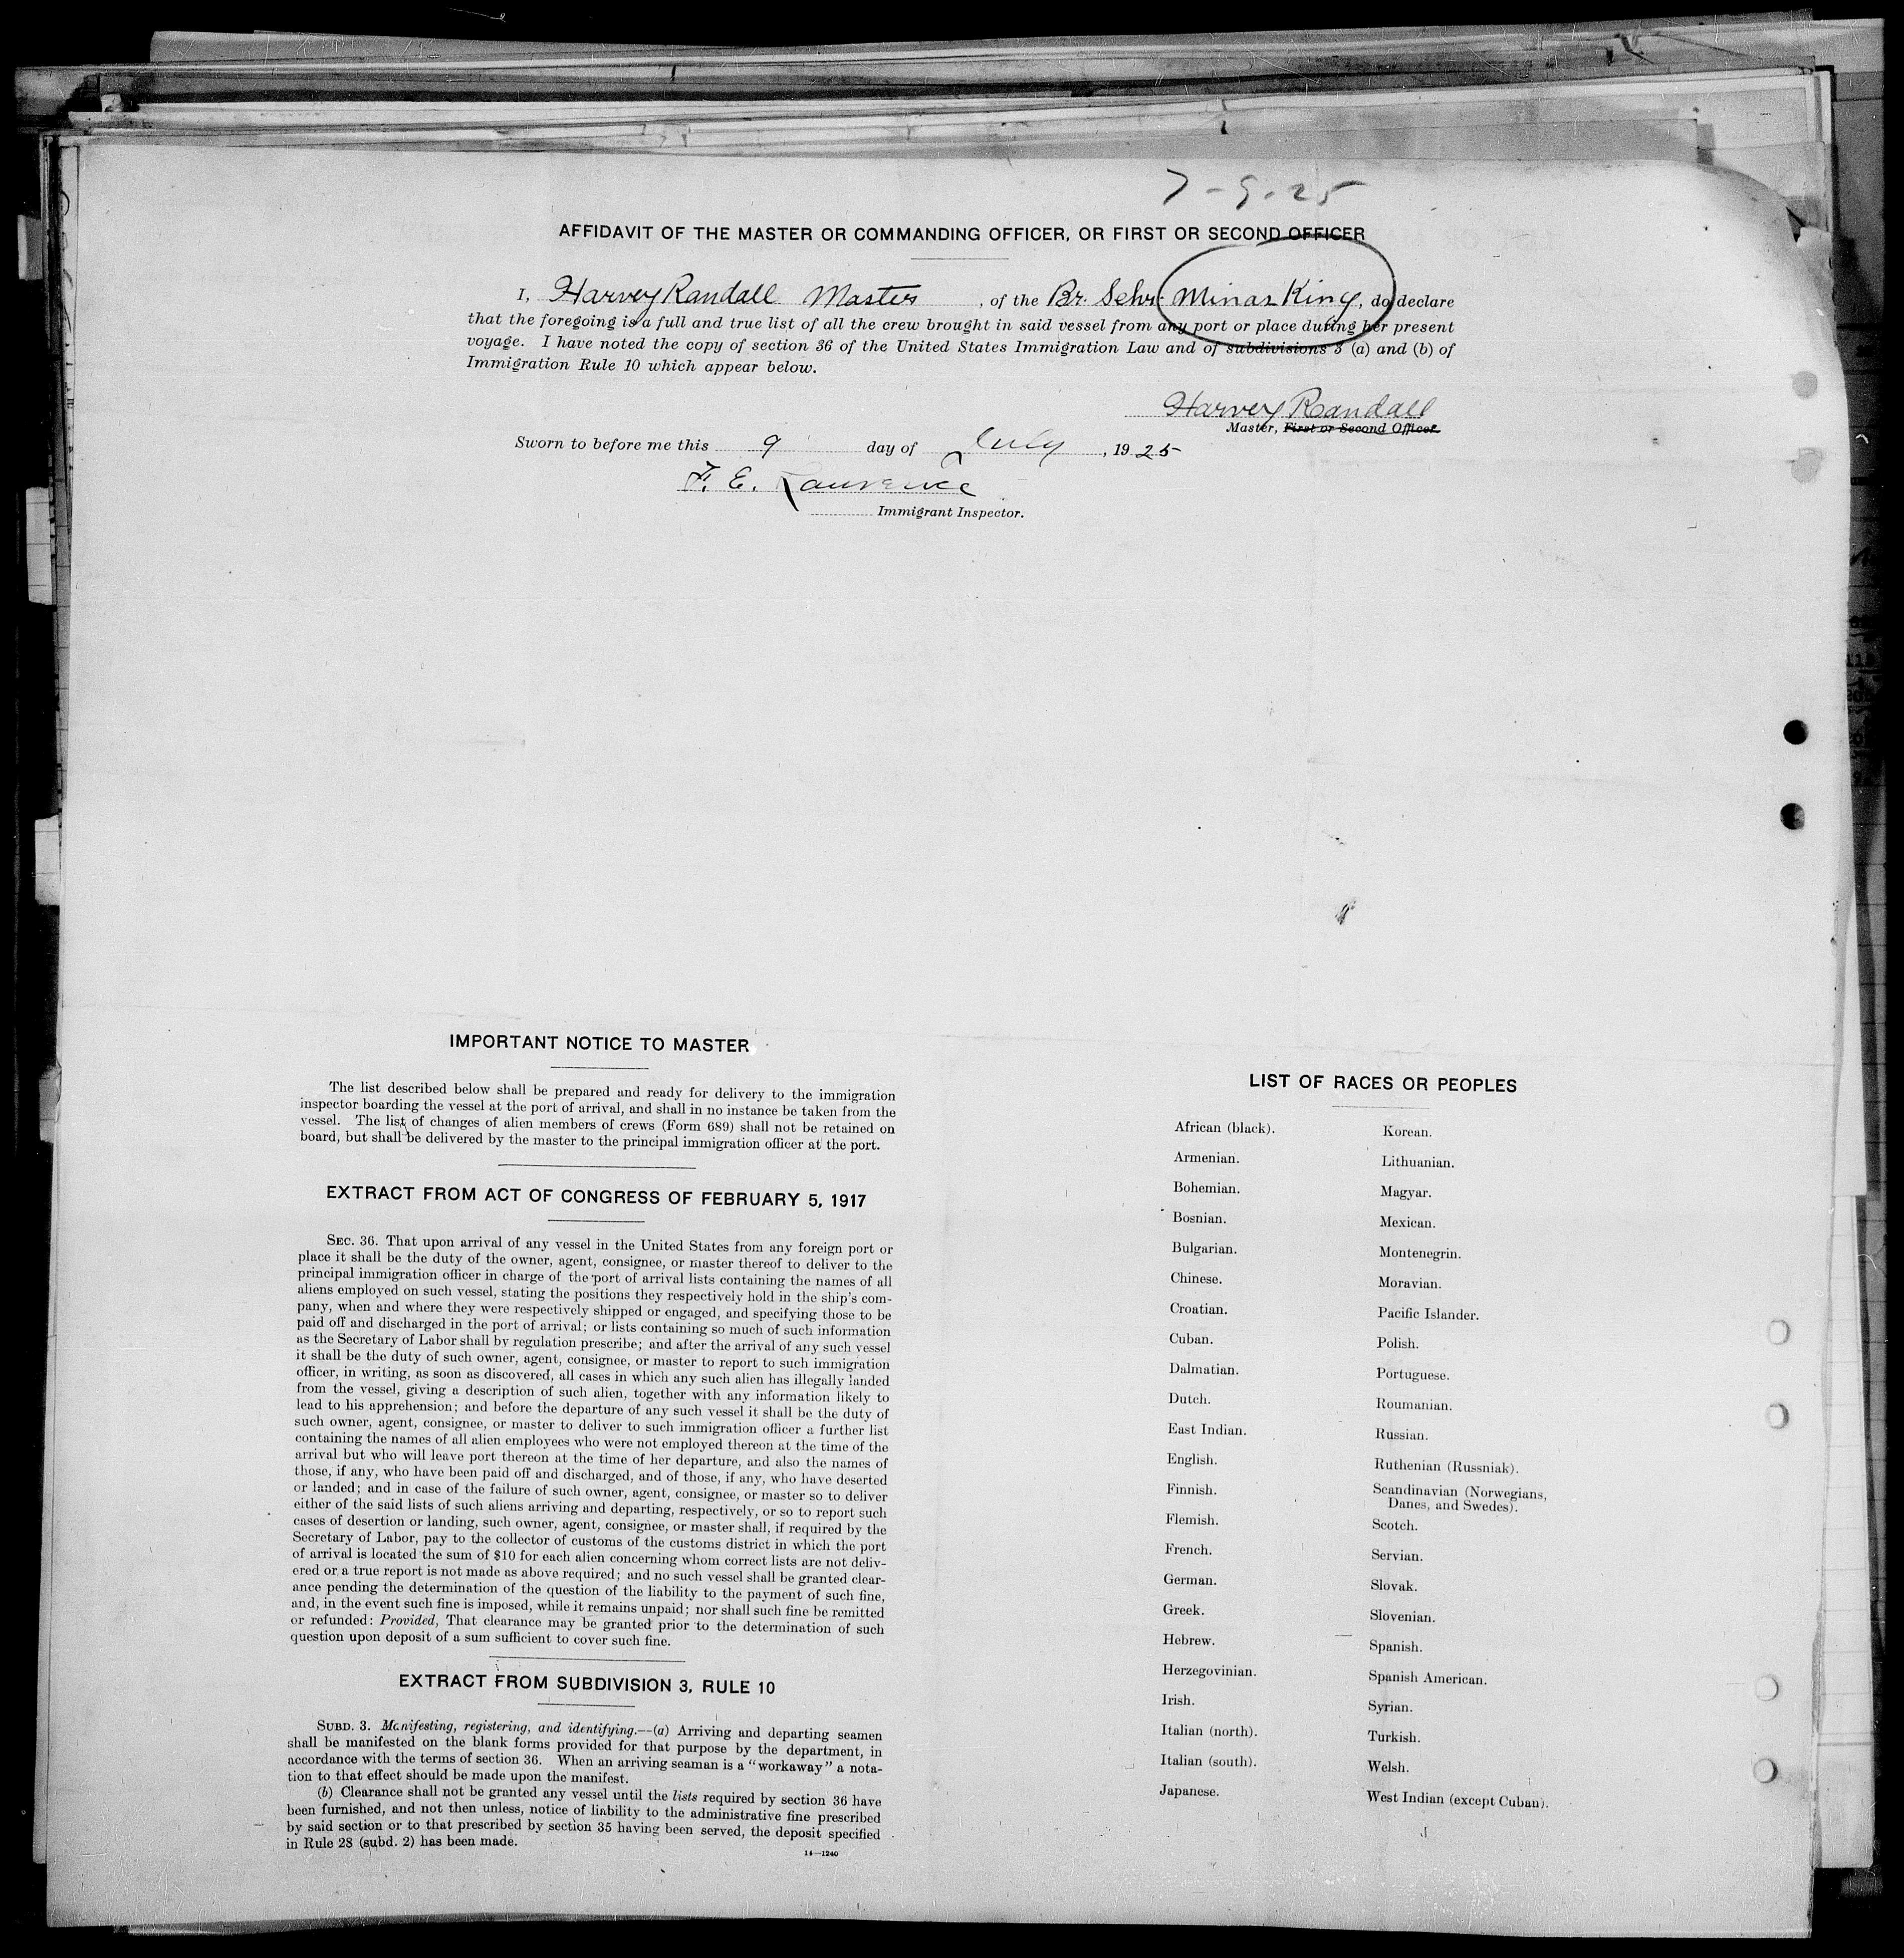 7-9-25
AFFIDAVIT OF THE MASTER OR COMMANDING OFFICER, OR FIRST OR SECOND OFFICER
I, Harvey Randall Master, of the Br. Schr. Minas King, do declare
that the foregoing is a full and true list of all the crew brought in said vessel from any port or place during her present
voyage. I have noted the copy of section 36 of the United States Immigration Law and of subdivisions 3 (a) and (b) of
Immigration Rule 10 which appear below.
Harvey Randall
Master, First or Second Officer.
Sworn to before me this 9 day of July, 1925
F. E. Lawrence
Immigrant Inspector.
IMPORTANT NOTICE TO MASTER
The list described below shall be prepared and ready for delivery to the immigration
inspector boarding the vessel at the port of arrival, and shall in no instance be taken from the
vessel. The list of changes of alien members of crews (Form 689) shall not be retained on
board, but shall be delivered by the master to the principal immigration officer at the port.
EXTRACT FROM ACT OF CONGRESS OF FEBRUARY 5, 1917
SEC. 36. That upon arrival of any vessel in the United States from any foreign port or
place it shall be the duty of the owner, agent, consignee, or master thereof to deliver to the
principal immigration officer in charge of the port of arrival lists containing the names of all
aliens employed on such vessel, stating the positions they respectively hold in the ship's com-
pany, when and where they were respectively shipped or engaged, and specifying those to be
paid off and discharged in the port of arrival; or lists containing so much of such information
as the Secretary of Labor shall by regulation prescribe; and after the arrival of any such vessel
it shall be the duty of such owner, agent, consignee, or master to report to such immigration
officer, in writing, as soon as discovered, all cases in which any such alien has illegally landed
from the vessel, giving a description of such alien, together with any information likely to
lead to his apprehension; and before the departure of any such vessel it shall be the duty of
such owner, agent, consignee, or master to deliver to such immigration officer a further list
containing the names of all alien employees who were not employed thereon at the time of the
arrival but who will leave port thereon at the time of her departure, and also the names of
those, if any, who have been paid off and discharged, and of those, if any, who have deserted
or landed; and in case of the failure of such owner, agent, consignee, or master so to deliver
either of the said lists of such aliens arriving and departing, respectively, or so to report such
cases of desertion or landing, such owner, agent, consignee, or master shall, if required by the
Secretary of Labor, pay to the collector of customs of the customs district in which the port
of arrival is located the sum of $10 for each alien concerning whom correct lists are not deliv-
ered or a true report is not made as above required; and no such vessel shall be granted clear-
ance pending the determination of the question of the liability to the payment of such fine,
and, in the event such fine is imposed, while it remains unpaid; nor shall such fine be remitted
or refunded: Provided, That clearance may be granted prior to the determination of such
question upon deposit of a sum sufficient to cover such fine.
EXTRACT FROM SUBDIVISION 3, RULE 10
SUBD. 3. Manifesting, registering, and identifying.—(a) Arriving and departing seamen
shall be manifested on the blank forms provided for that purpose by the department, in
accordance with the terms of section 36. When an arriving seaman is a "workaway" a nota-
tion to that effect should be made upon the manifest.
(b) Clearance shall not be granted any vessel until the lists required by section 36 have
been furnished, and not then unless, notice of liability to the administrative fine prescribed
by said section or to that prescribed by section 35 having been served, the deposit specified
in Rule 28 (subd. 2) has been made.
14—1240
LIST OF RACES OR PEOPLES
African (black).
Armenian.
Bohemian.
Bosnian.
Bulgarian.
Chinese.
Croatian.
Cuban.
Dalmatian.
Dutch.
East Indian.
English.
Finnish.
Flemish.
French.
German.
Greek.
Hebrew.
Herzegovinian.
Irish.
Italian (north).
Italian (south).
Japanese.
Korean.
Lithuanian.
Magyar.
Mexican.
Montenegrin.
Moravian.
Pacific Islander.
Polish.
Portuguese.
Roumanian.
Russian.
Ruthenian (Russniak).
Scandinavian (Norwegians,
Danes, and Swedes).
Scotch.
Servian.
Slovak.
Slovenian.
Spanish.
Spanish American.
Syrian.
Turkish.
Welsh.
West Indian (except Cuban).